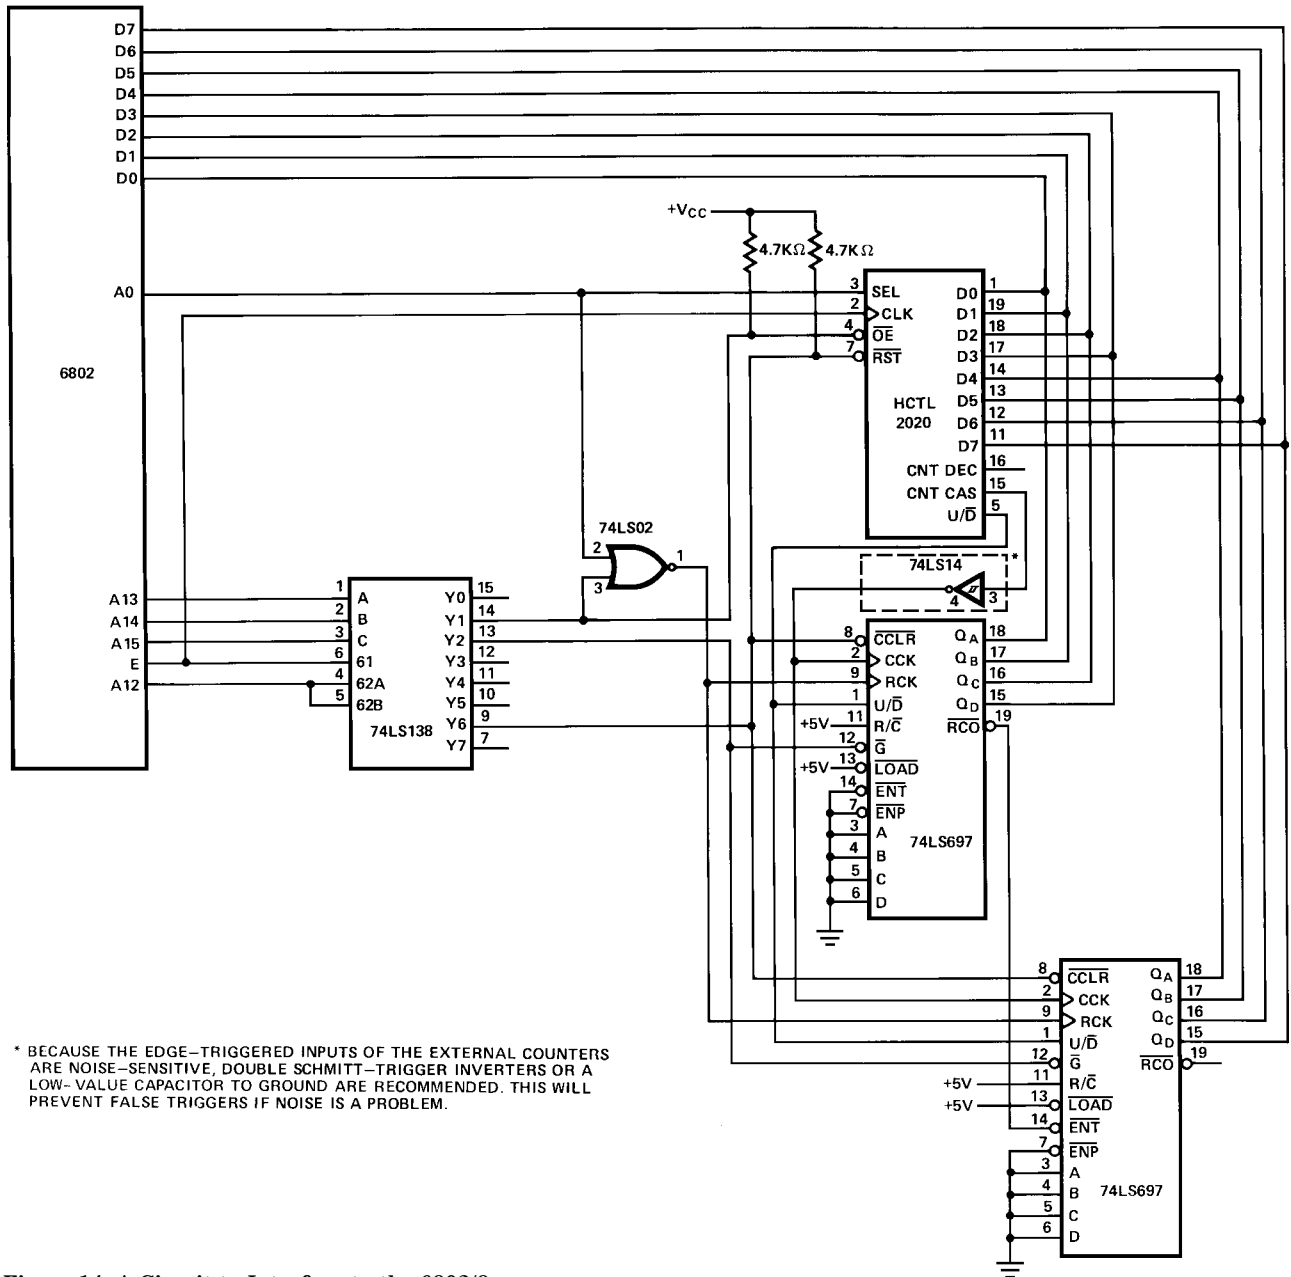 D7
D6
D5
D4
D3
D2
D1
D0
+VCC
4.7KΩ 4.7KΩ
A0
6802
3 SEL
2 CLK
4 OE
7 RST
HCTL
2020
D0 1
D1 19
D2 18
D3 17
D4 14
D5 13
D6 12
D7 11
CNT DEC 16
CNT CAS 15
U/D 5
74LS02
2
3
1
74LS14 *
4 3
A13
A14
A15
E
A12
1 A
2 B
3 C
6 61
4 62A
5 62B
74LS138
Y0 15
Y1 14
Y2 13
Y3 12
Y4 11
Y5 10
Y6 9
Y7 7
8 CCLR
2 CCK
9 RCK
1 U/D
+5V 11 R/C
12 G
+5V 13 LOAD
14 ENT
7 ENP
3 A
4 B
5 C
6 D
74LS697
QA 18
QB 17
QC 16
QD 15
RCO 19
8 CCLR
2 CCK
9 RCK
1 U/D
12 G
+5V 11 R/C
+5V 13 LOAD
14 ENT
7 ENP
3 A
4 B
5 C
6 D
74LS697
QA 18
QB 17
QC 16
QD 15
RCO 19
* BECAUSE THE EDGE–TRIGGERED INPUTS OF THE EXTERNAL COUNTERS
ARE NOISE–SENSITIVE, DOUBLE SCHMITT–TRIGGER INVERTERS OR A
LOW–VALUE CAPACITOR TO GROUND ARE RECOMMENDED. THIS WILL
PREVENT FALSE TRIGGERS IF NOISE IS A PROBLEM.